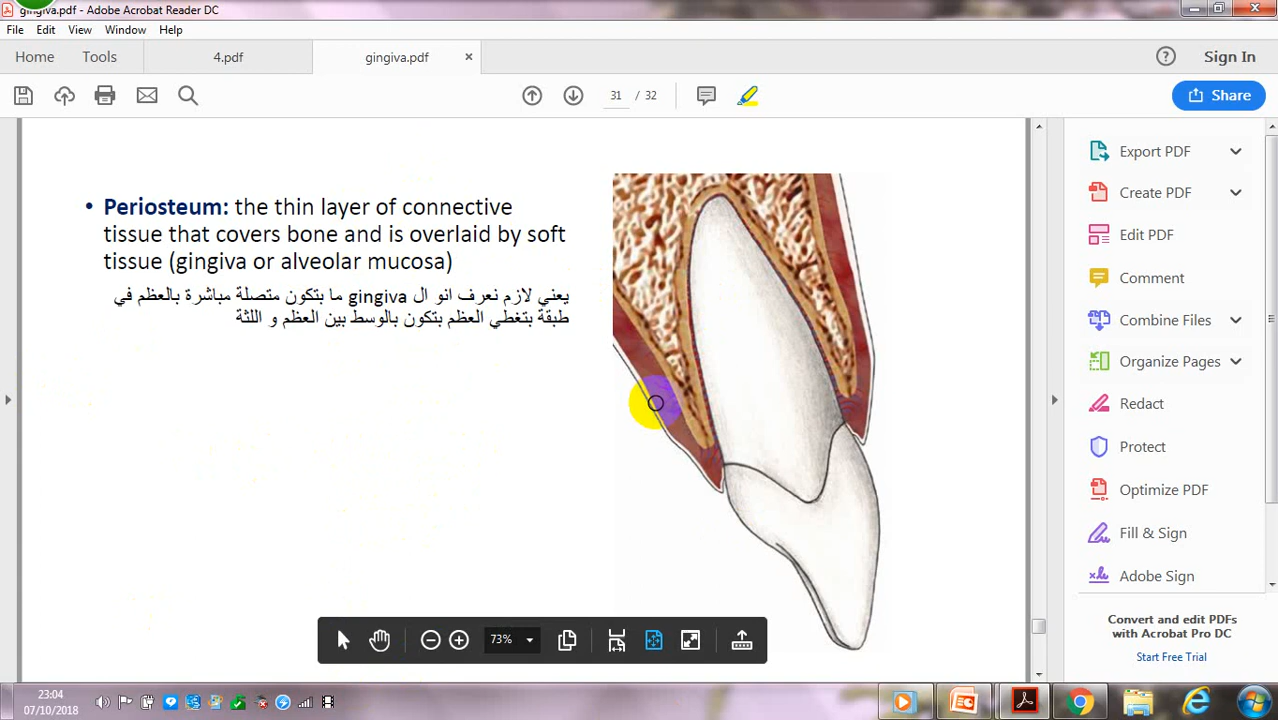 gingiva.pdf - Adobe Acrobat Reader DC
File Edit View Window Help
Home Tools 4.pdf gingiva.pdf × ? Sign In
31 / 32 Share
• Periosteum: the thin layer of connective
tissue that covers bone and is overlaid by soft
tissue (gingiva or alveolar mucosa)
يعني لازم نعرف انو ال gingiva ما بتكون متصلة مباشرة بالعظم في
طبقة بتغطي العظم بتكون بالوسط بين العظم و اللثة
Export PDF
Create PDF
Edit PDF
Comment
Combine Files
Organize Pages
Redact
Protect
Optimize PDF
Fill & Sign
Adobe Sign
Convert and edit PDFs
with Acrobat Pro DC
Start Free Trial
73%
23:04
07/10/2018